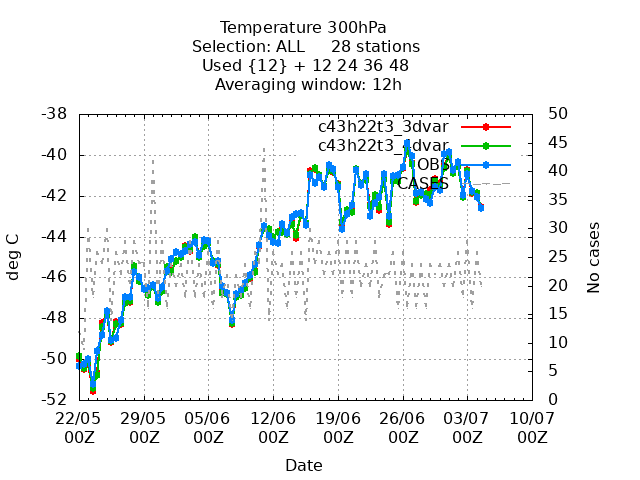 Temperature 300hPa
Selection: ALL 28 stations
Used {12} + 12 24 36 48
Averaging window: 12h
c43h22t3_3dvar
c43h22t3_4dvar
OBS
CASES
deg C
-38
-40
-42
-44
-46
-48
-50
-52
No cases
50
45
40
35
30
25
20
15
10
5
0
22/05 29/05 05/06 12/06 19/06 26/06 03/07 10/07
00Z 00Z 00Z 00Z 00Z 00Z 00Z 00Z
Date